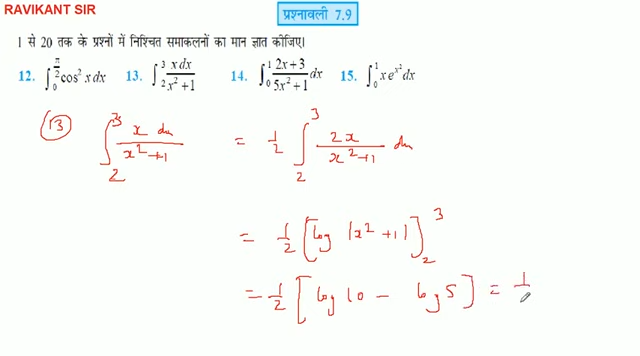 RAVIKANT SIR
प्रश्नावली 7.9
1 से 20 तक के प्रश्नों में निश्चित समाकलनों का मान ज्ञात कीजिए।
12. ∫₀^(π/2) cos² x dx 13. ∫₂³ x dx / (x² + 1) 14. ∫₀¹ (2x + 3) / (5x² + 1) dx 15. ∫₀¹ x e^(x²) dx
(13) ∫₂³ x dx / (x² + 1) = 1/2 ∫₂³ 2x / (x² + 1) dx
= 1/2 [log |x² + 1|]₂³
= 1/2 [log 10 − log 5] = 1/